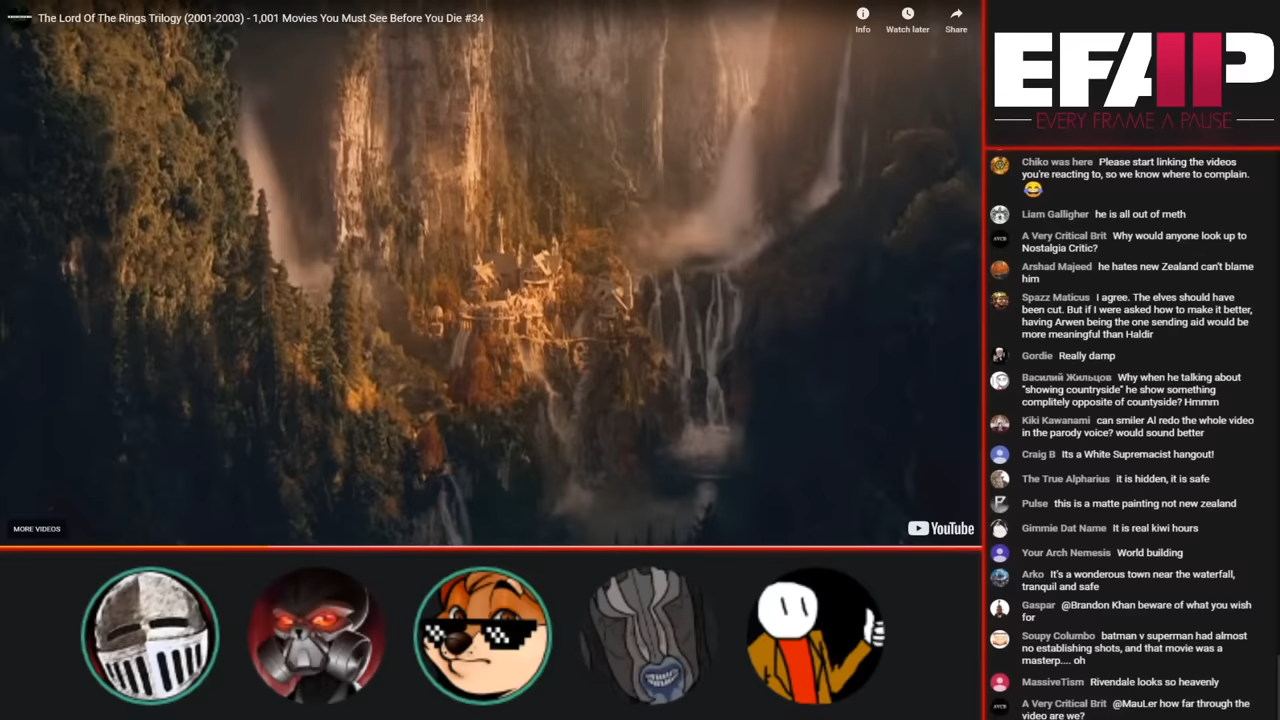 The Lord Of The Rings Trilogy (2001-2003) - 1,001 Movies You Must See Before You Die #34
Info
Watch later
Share
MORE VIDEOS
YouTube
EFAP
EVERY FRAME A PAUSE
Chiko was here Please start linking the videos
you're reacting to, so we know where to complain.
😂
Liam Galligher he is all out of meth
AVCB
A Very Critical Brit Why would anyone look up to
Nostalgia Critic?
Arshad Majeed he hates new Zealand can't blame
him
Spazz Maticus I agree. The elves should have
been cut. But if I were asked how to make it better,
having Arwen being the one sending aid would be
more meaningful than Haldir
Gordie Really damp
Василий Жильцов Why when he talking about
"showing countryside" he show something
complitely opposite of countyside? Hmmm
Kiki Kawanami can smiler Al redo the whole video
in the parody voice? would sound better
Craig B Its a White Supremacist hangout!
The True Alpharius it is hidden, it is safe
Pulse this is a matte painting not new zealand
Gimmie Dat Name It is real kiwi hours
Your Arch Nemesis World building
Arko It's a wonderous town near the waterfall,
tranquil and safe
Gaspar @Brandon Khan beware of what you wish
for
Soupy Columbo batman v superman had almost
no establishing shots, and that movie was a
masterp.... oh
MassiveTism Rivendale looks so heavenly
AVCB
A Very Critical Brit @MauLer how far through the
video are we?